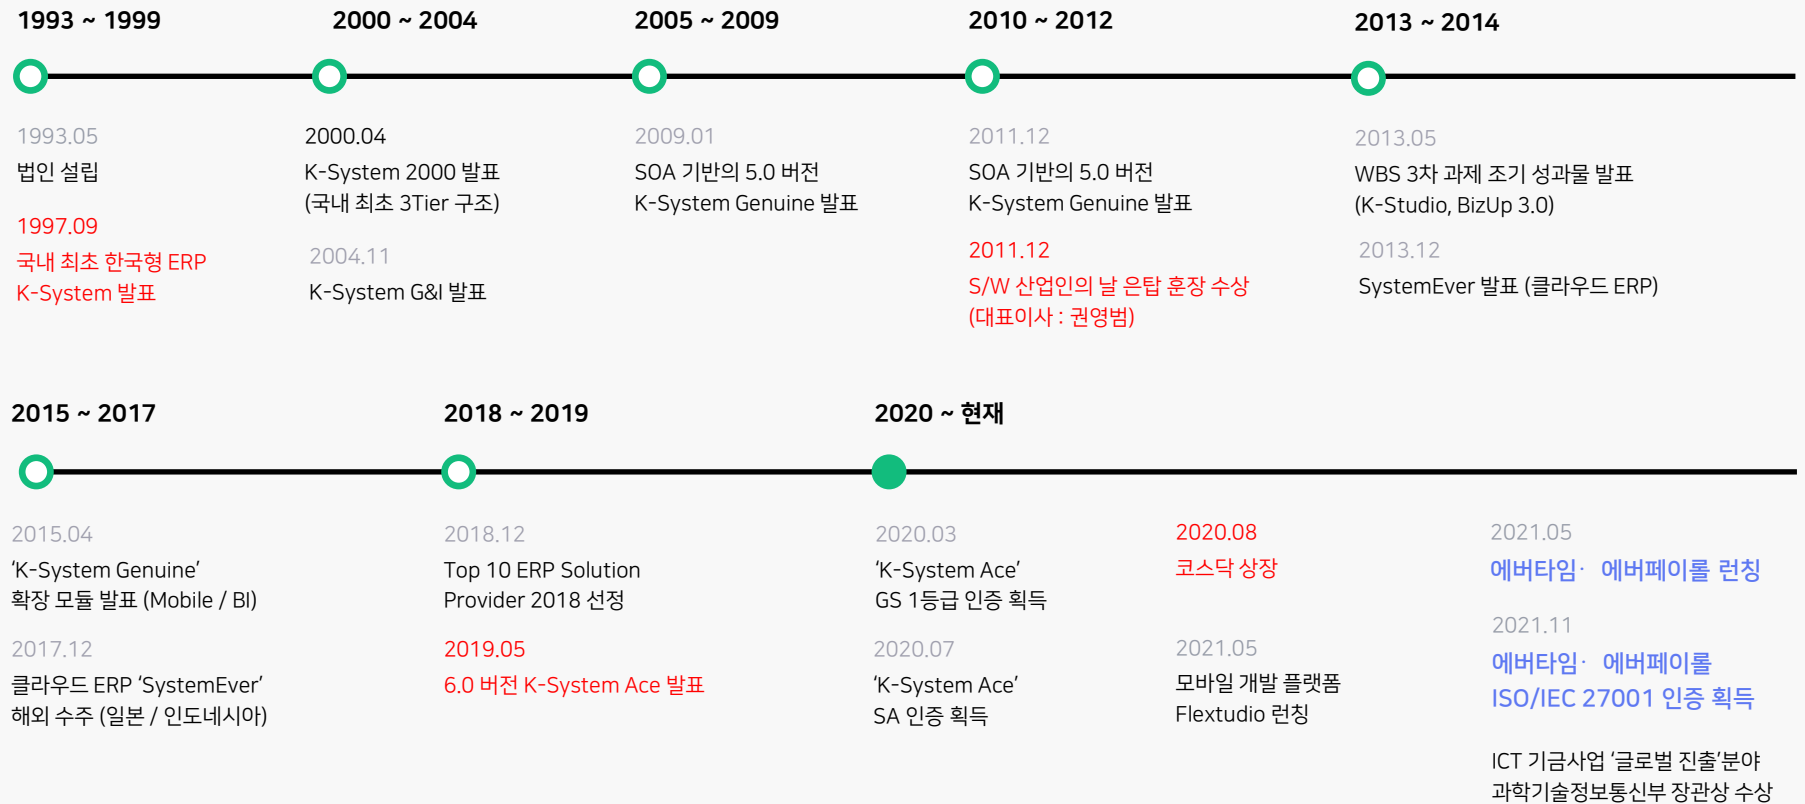 1993 ~ 1999
1993.05
법인 설립
1997.09
국내 최초 한국형 ERP
K-System 발표
2000 ~ 2004
2000.04
K-System 2000 발표
(국내 최초 3Tier 구조)
2004.11
K-System G&I 발표
2005 ~ 2009
2009.01
SOA 기반의 5.0 버전
K-System Genuine 발표
2010 ~ 2012
2011.12
SOA 기반의 5.0 버전
K-System Genuine 발표
2011.12
S/W 산업인의 날 은탑 훈장 수상
(대표이사 : 권영범)
2013 ~ 2014
2013.05
WBS 3차 과제 조기 성과물 발표
(K-Studio, BizUp 3.0)
2013.12
SystemEver 발표 (클라우드 ERP)
2015 ~ 2017
2015.04
‘K-System Genuine’
확장 모듈 발표 (Mobile / BI)
2017.12
클라우드 ERP ‘SystemEver’
해외 수주 (일본 / 인도네시아)
2018 ~ 2019
2018.12
Top 10 ERP Solution
Provider 2018 선정
2019.05
6.0 버전 K-System Ace 발표
2020 ~ 현재
2020.03
‘K-System Ace’
GS 1등급 인증 획득
2020.07
‘K-System Ace’
SA 인증 획득
2020.08
코스닥 상장
2021.05
모바일 개발 플랫폼
Flextudio 런칭
2021.05
에버타임· 에버페이롤 런칭
2021.11
에버타임· 에버페이롤
ISO/IEC 27001 인증 획득
ICT 기금사업 ‘글로벌 진출’분야
과학기술정보통신부 장관상 수상